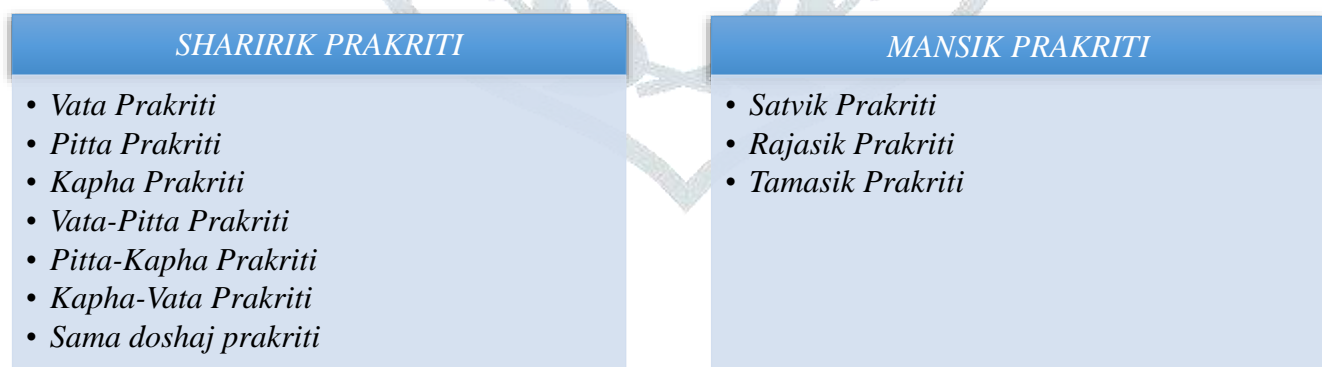 SHARIRIK PRAKRITI
• Vata Prakriti
• Pitta Prakriti
• Kapha Prakriti
• Vata-Pitta Prakriti
• Pitta-Kapha Prakriti
• Kapha-Vata Prakriti
• Sama doshaj prakriti
MANSIK PRAKRITI
• Satvik Prakriti
• Rajasik Prakriti
• Tamasik Prakriti